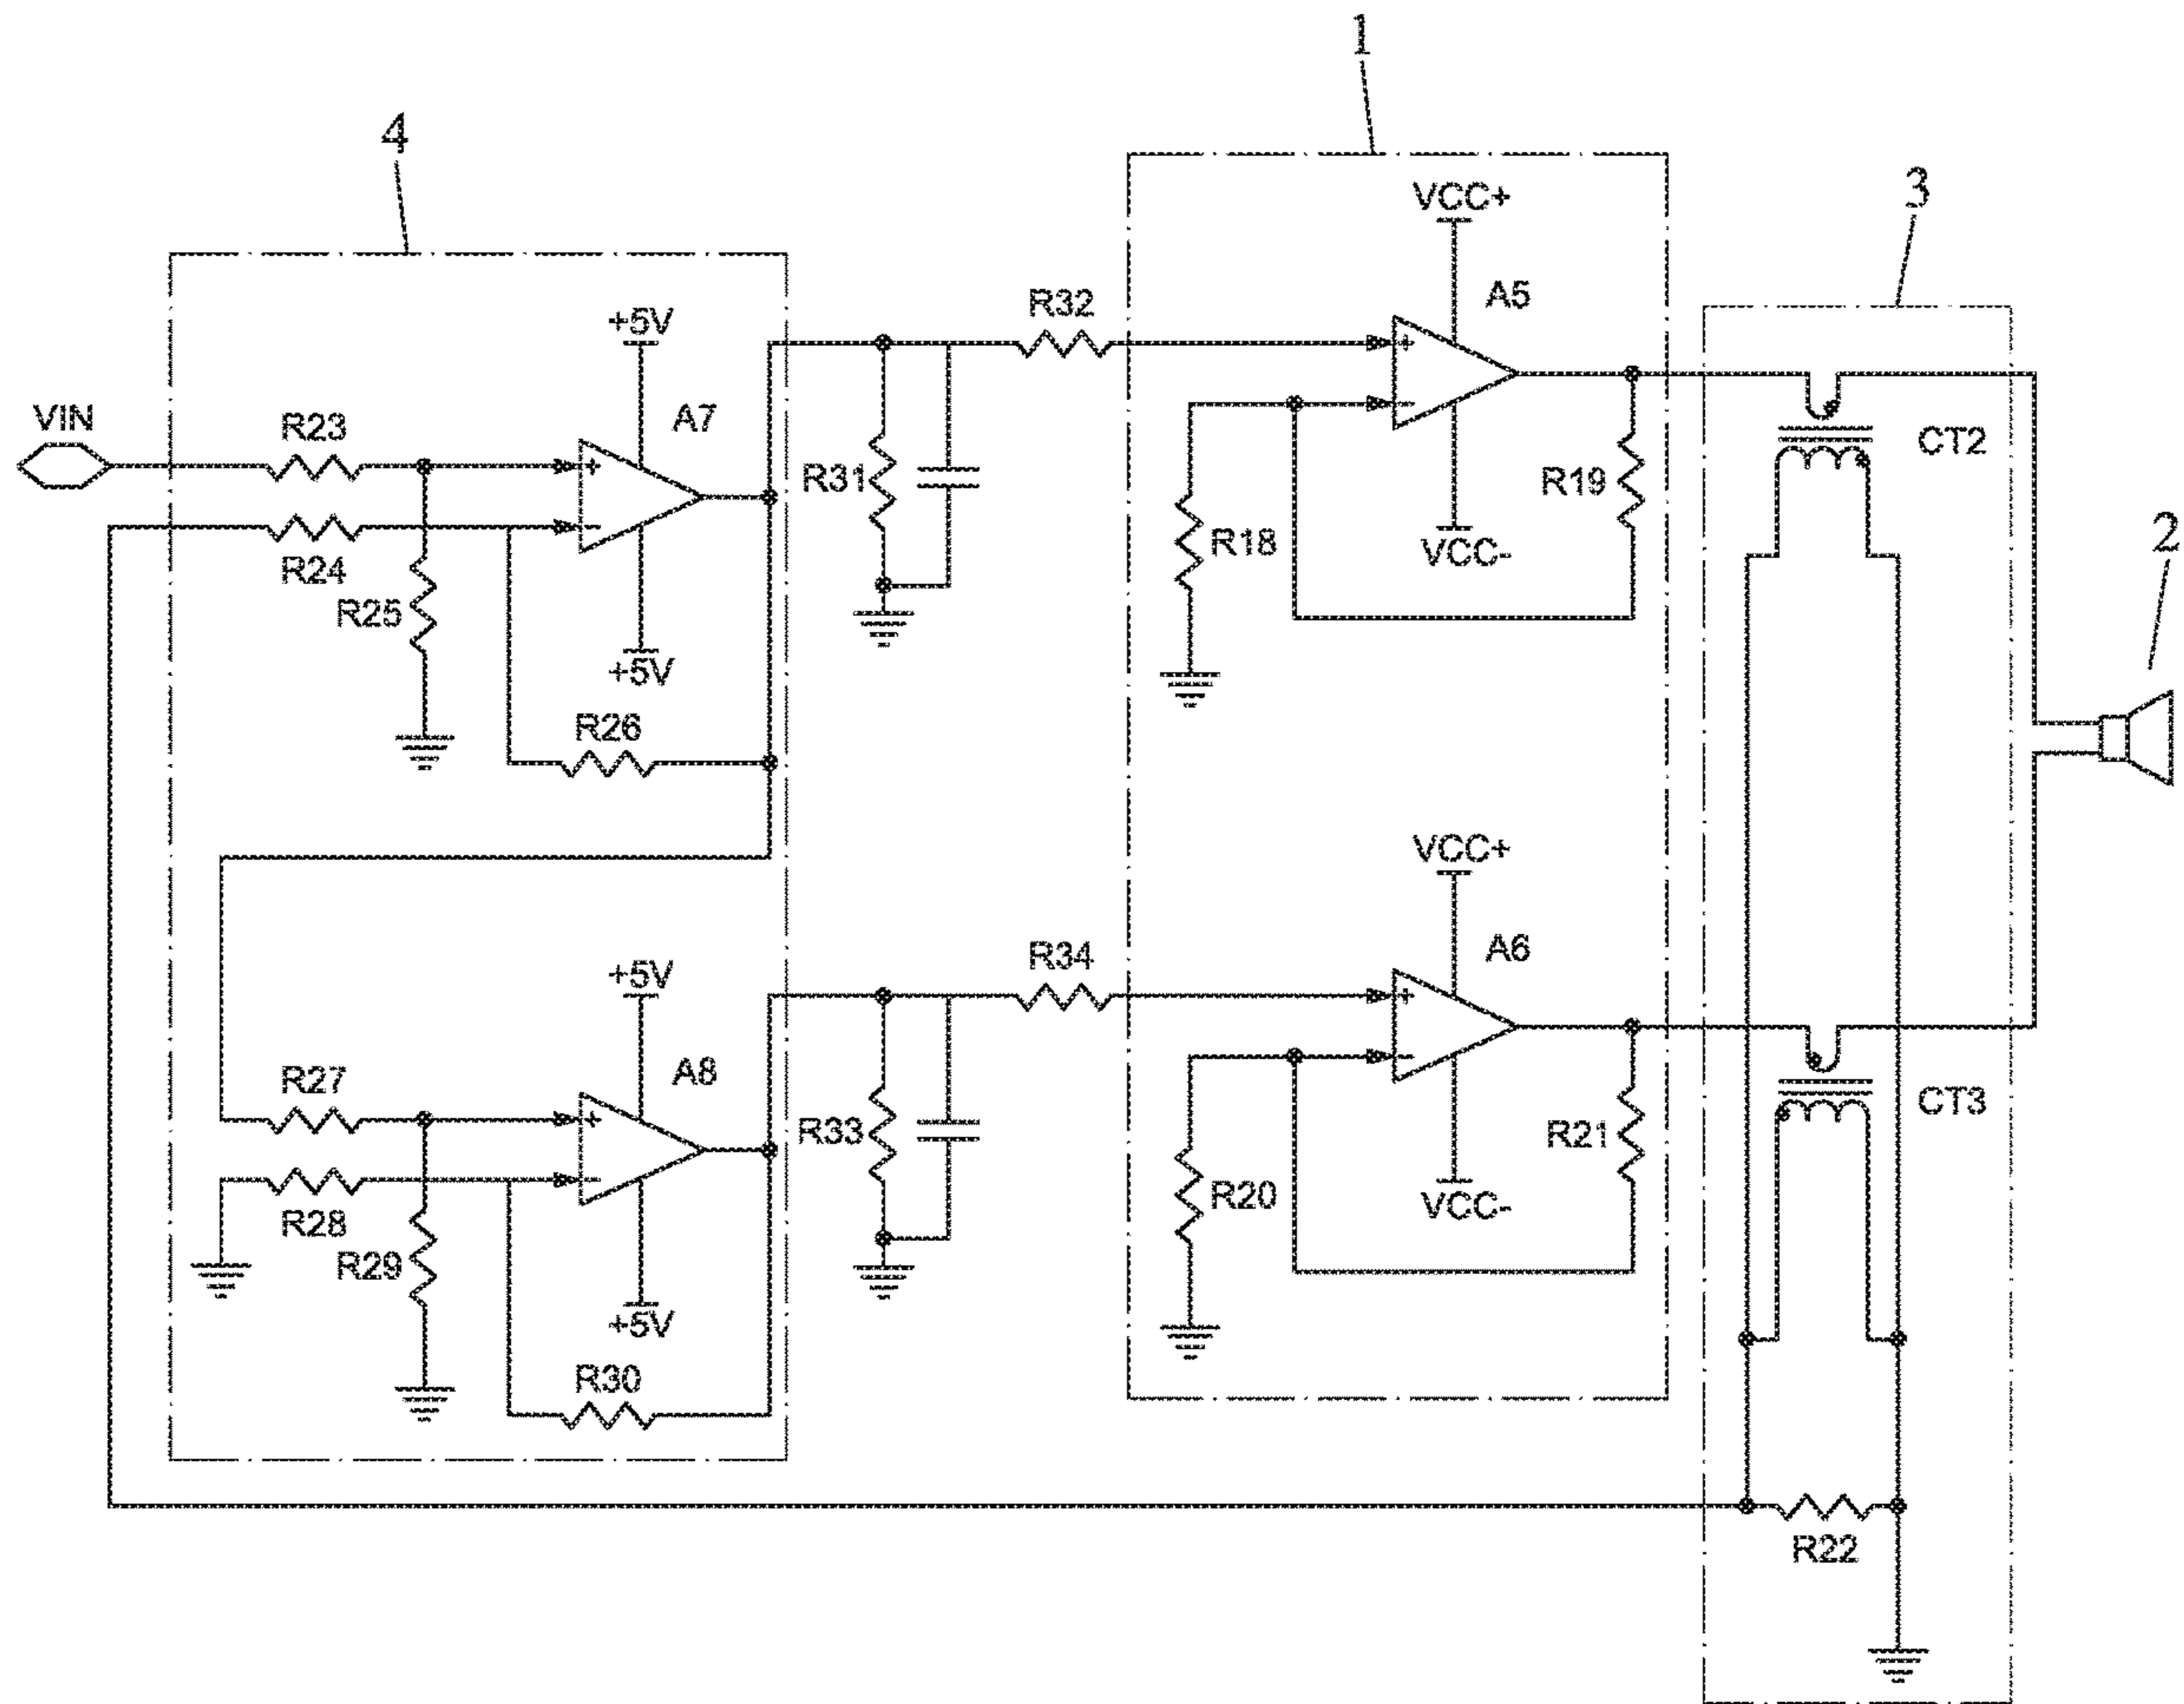 1
4
3
VCC+
A5
R32
+5V
A7
VIN
R23
CT2
R31
R19
2
R18
VCC-
R24
R25
+5V
R26
VCC+
A6
R34
+5V
A8
R27
CT3
R33
R21
R20
VCC-
R28
R29
+5V
R30
R22